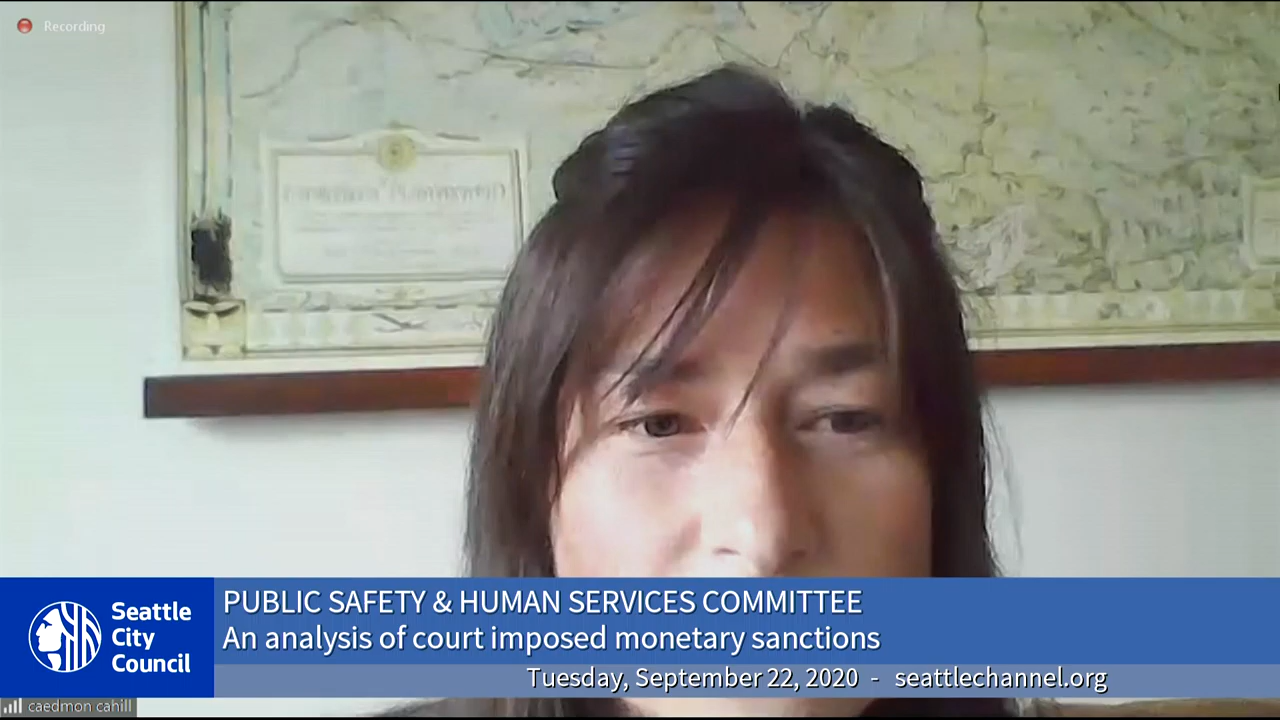 Recording
PUBLIC SAFETY & HUMAN SERVICES COMMITTEE
An analysis of court imposed monetary sanctions
Seattle
City
Council
Tuesday, September 22, 2020 - seattlechannel.org
caedmon cahill